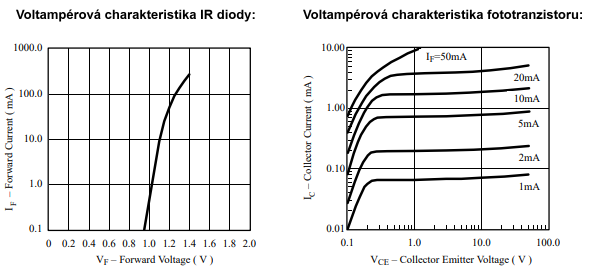 Voltampérová charakteristika IR diody:
Voltampérová charakteristika fototranzistoru:
1000.0
100.0
10.0
1.0
0.1
IF – Forward Current ( mA )
0 0.2 0.4 0.6 0.8 1.0 1.2 1.4 1.6 1.8 2.0
VF – Forward Voltage ( V )
10.00
1.00
0.10
0.01
IC – Collector Current ( mA )
IF=50mA
20mA
10mA
5mA
2mA
1mA
0.1 1.0 10.0 100.0
VCE – Collector Emitter Voltage ( V )